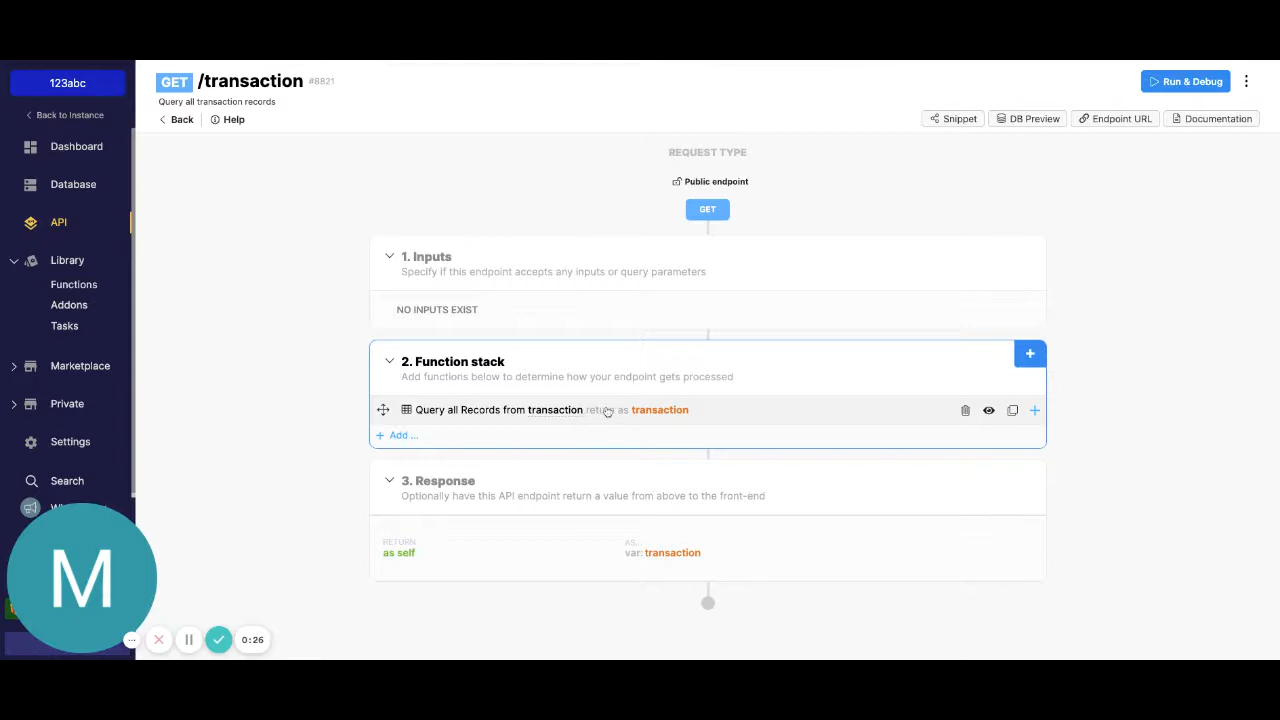 123abc
Back to Instance
Dashboard
Database
API
Library
Functions
Addons
Tasks
Marketplace
Private
Settings
Search
M
GET /transaction #8821
Query all transaction records
Back
Help
Run & Debug
Snippet
DB Preview
Endpoint URL
Documentation
REQUEST TYPE
Public endpoint
GET
1. Inputs
Specify if this endpoint accepts any inputs or query parameters
NO INPUTS EXIST
2. Function stack
Add functions below to determine how your endpoint gets processed
Query all Records from transaction return as transaction
+ Add ...
3. Response
Optionally have this API endpoint return a value from above to the front-end
RETURN
as self
AS...
var: transaction
0:26